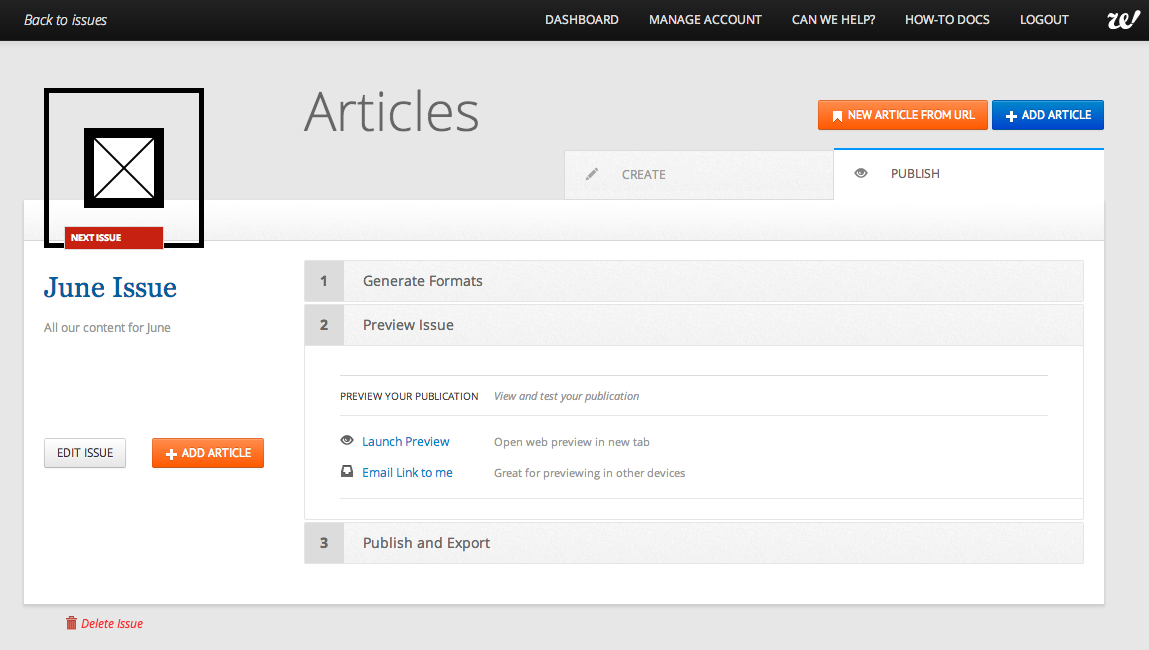 Back to issues
DASHBOARD MANAGE ACCOUNT CAN WE HELP? HOW-TO DOCS LOGOUT w!
Articles
NEW ARTICLE FROM URL + ADD ARTICLE
CREATE PUBLISH
NEXT ISSUE
June Issue
All our content for June
EDIT ISSUE + ADD ARTICLE
1 Generate Formats
2 Preview Issue
PREVIEW YOUR PUBLICATION View and test your publication
Launch Preview Open web preview in new tab
Email Link to me Great for previewing in other devices
3 Publish and Export
Delete Issue